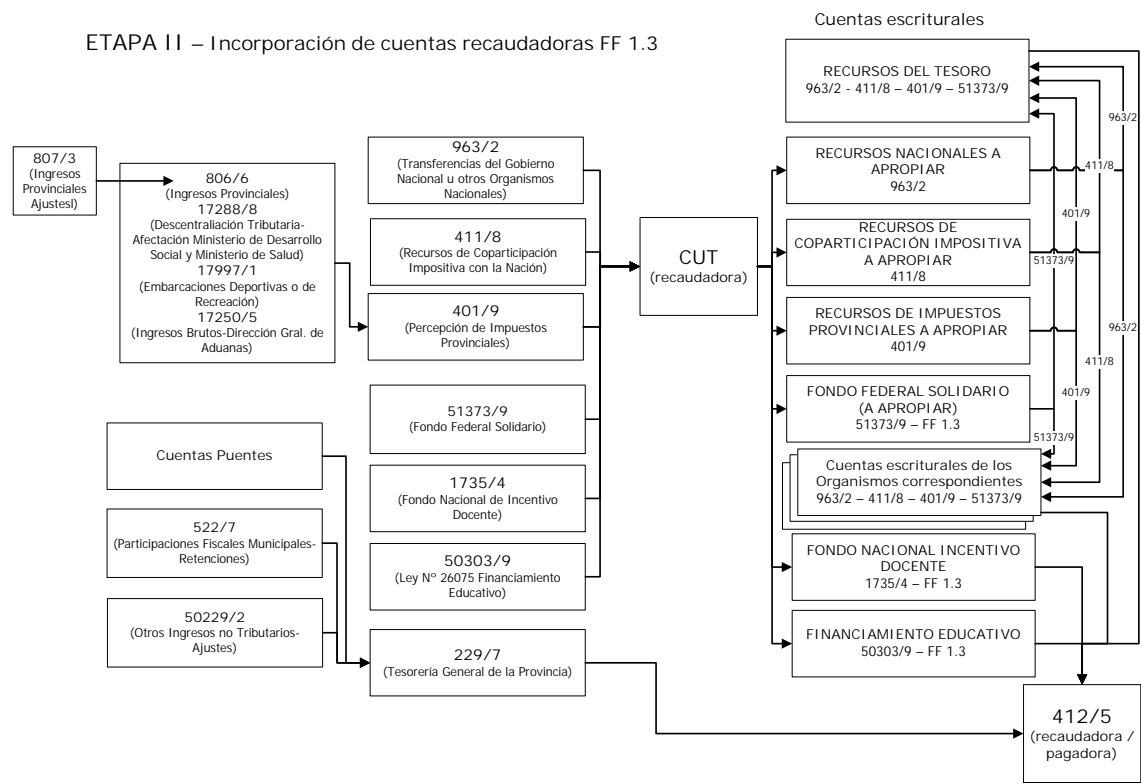 Cuentas escriturales
ETAPA II – Incorporación de cuentas recaudadoras FF 1.3
807/3
(Ingresos
Provinciales
Ajustesl)
806/6
(Ingresos Provinciales)
17288/8
(Descentraliación Tributaria-
Afectación Ministerio de Desarrollo
Social y Ministerio de Salud)
17997/1
(Embarcaciones Deportivas o de
Recreación)
17250/5
(Ingresos Brutos-Dirección Gral. de
Aduanas)
Cuentas Puentes
522/7
(Participaciones Fiscales Municipales-
Retenciones)
50229/2
(Otros Ingresos no Tributarios-
Ajustes)
963/2
(Transferencias del Gobierno
Nacional u otros Organismos
Nacionales)
411/8
(Recursos de Coparticipación
Impositiva con la Nación)
401/9
(Percepción de Impuestos
Provinciales)
51373/9
(Fondo Federal Solidario)
1735/4
(Fondo Nacional de Incentivo
Docente)
50303/9
(Ley Nº 26075 Financiamiento
Educativo)
229/7
(Tesorería General de la Provincia)
CUT
(recaudadora)
RECURSOS DEL TESORO
963/2 - 411/8 – 401/9 – 51373/9
RECURSOS NACIONALES A
APROPIAR
963/2
RECURSOS DE
COPARTICIPACIÓN IMPOSITIVA
A APROPIAR
411/8
RECURSOS DE IMPUESTOS
PROVINCIALES A APROPIAR
401/9
FONDO FEDERAL SOLIDARIO
(A APROPIAR)
51373/9 – FF 1.3
Cuentas escriturales de los
Organismos correspondientes
963/2 – 411/8 – 401/9 – 51373/9
FONDO NACIONAL INCENTIVO
DOCENTE
1735/4 – FF 1.3
FINANCIAMIENTO EDUCATIVO
50303/9 – FF 1.3
963/2
411/8
401/9
51373/9
963/2
411/8
401/9
51373/9
412/5
(recaudadora /
pagadora)